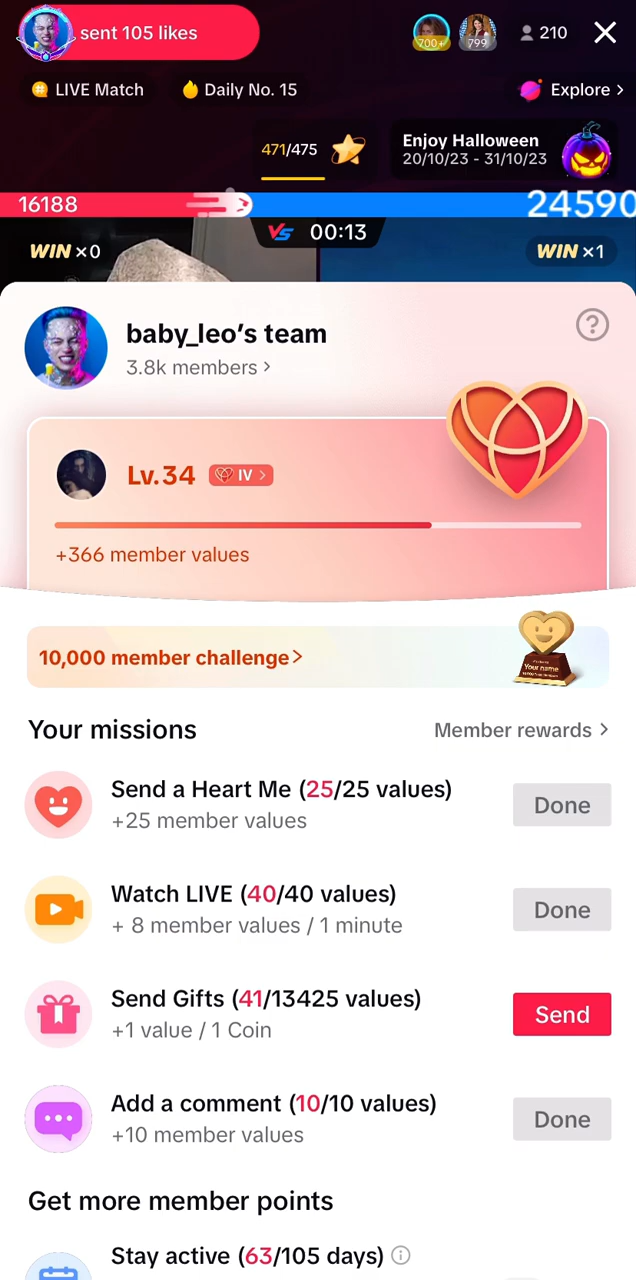 sent 105 likes
700+
799
210
LIVE Match
Daily No. 15
Explore >
471/475
Enjoy Halloween
20/10/23 - 31/10/23
16188
24590
WIN ×0
VS 00:13
WIN ×1
baby_leo’s team
3.8k members >
?
Lv.34
IV >
+366 member values
10,000 member challenge>
Your name
Your missions
Member rewards >
Send a Heart Me (25/25 values)
+25 member values
Done
Watch LIVE (40/40 values)
+ 8 member values / 1 minute
Done
Send Gifts (41/13425 values)
+1 value / 1 Coin
Send
Add a comment (10/10 values)
+10 member values
Done
Get more member points
Stay active (63/105 days)